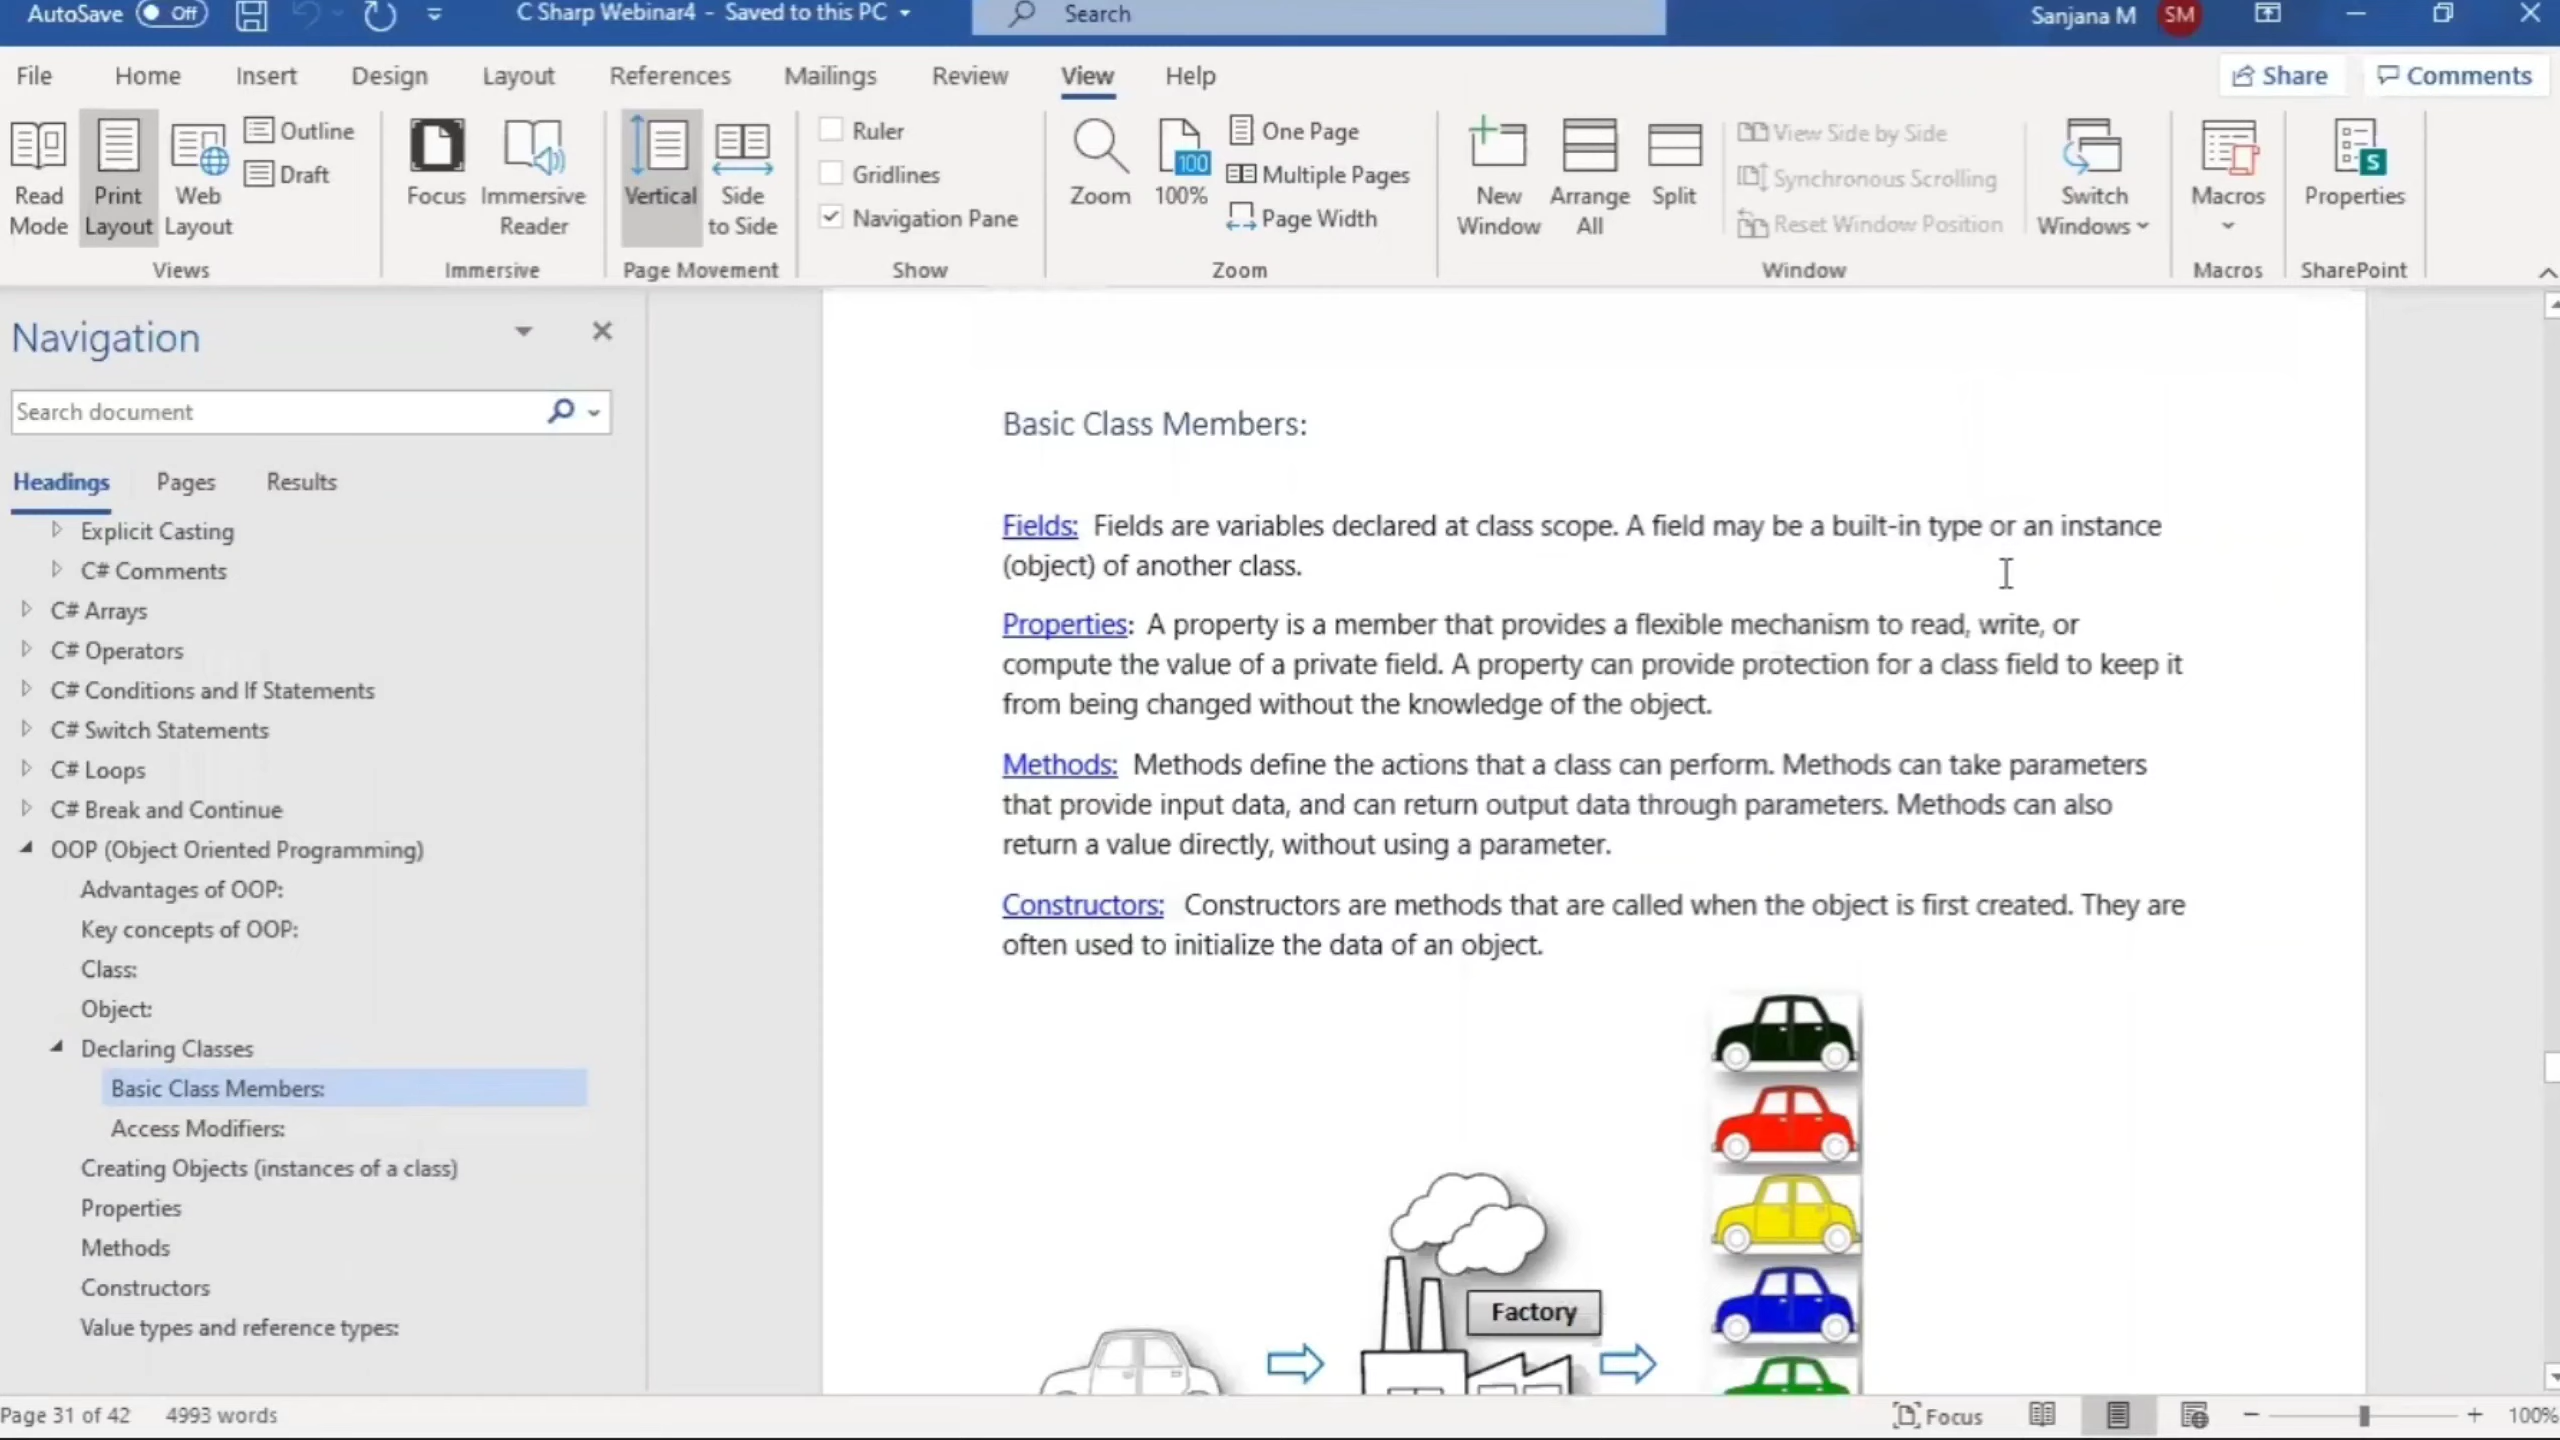 AutoSave Off C Sharp Webinar4 - Saved to this PC Search Sanjana M SM
File Home Insert Design Layout References Mailings Review View Help Share Comments
Read Mode
Print Layout
Web Layout
Outline
Draft
Views
Focus
Immersive Reader
Immersive
Vertical
Side to Side
Page Movement
Ruler
Gridlines
Navigation Pane
Show
Zoom
100
100%
One Page
Multiple Pages
Page Width
Zoom
New Window
Arrange All
Split
View Side by Side
Synchronous Scrolling
Reset Window Position
Window
Switch Windows
Macros
Macros
S
Properties
SharePoint
Navigation
Search document
Headings Pages Results
Explicit Casting
C# Comments
C# Arrays
C# Operators
C# Conditions and If Statements
C# Switch Statements
C# Loops
C# Break and Continue
OOP (Object Oriented Programming)
Advantages of OOP:
Key concepts of OOP:
Class:
Object:
Declaring Classes
Basic Class Members:
Access Modifiers:
Creating Objects (instances of a class)
Properties
Methods
Constructors
Value types and reference types:
Basic Class Members:
Fields: Fields are variables declared at class scope. A field may be a built-in type or an instance
(object) of another class.
Properties: A property is a member that provides a flexible mechanism to read, write, or
compute the value of a private field. A property can provide protection for a class field to keep it
from being changed without the knowledge of the object.
Methods: Methods define the actions that a class can perform. Methods can take parameters
that provide input data, and can return output data through parameters. Methods can also
return a value directly, without using a parameter.
Constructors: Constructors are methods that are called when the object is first created. They are
often used to initialize the data of an object.
Factory
Page 31 of 42 4993 words Focus 100%